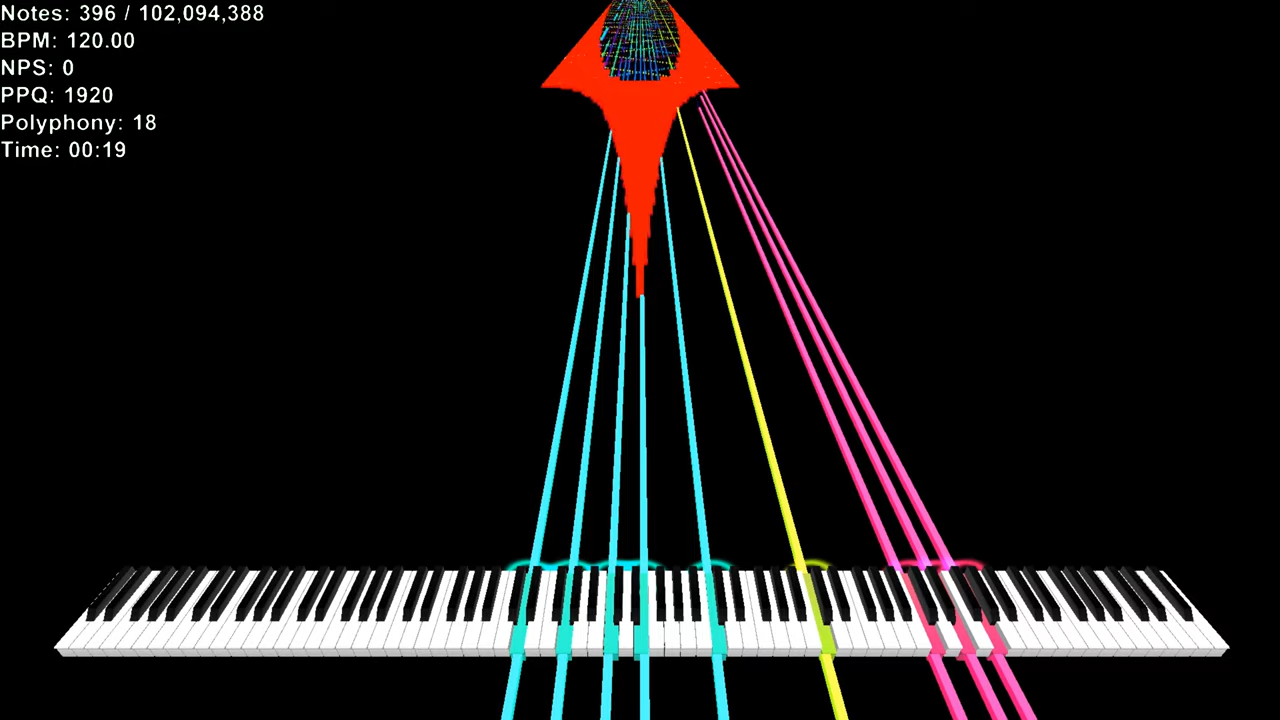 Notes: 396 / 102,094,388
BPM: 120.00
NPS: 0
PPQ: 1920
Polyphony: 18
Time: 00:19